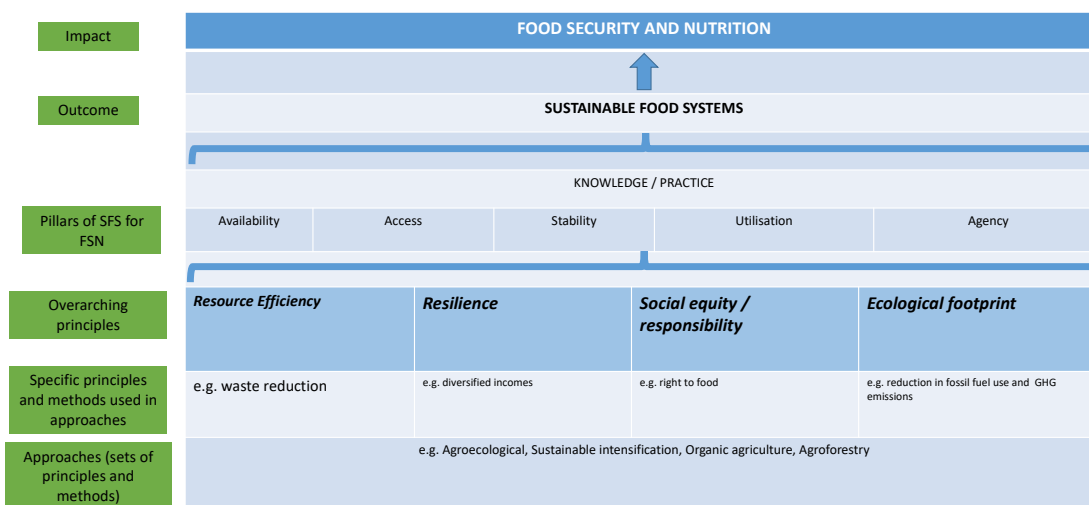 Impact
FOOD SECURITY AND NUTRITION
Outcome
SUSTAINABLE FOOD SYSTEMS
KNOWLEDGE / PRACTICE
Pillars of SFS for
FSN
Availability
Access
Stability
Utilisation
Agency
Overarching
principles
Resource Efficiency
Resilience
Social equity /
responsibility
Ecological footprint
Specific principles
and methods used in
approaches
e.g. waste reduction
e.g. diversified incomes
e.g. right to food
e.g. reduction in fossil fuel use and GHG
emissions
Approaches (sets of
principles and
methods)
e.g. Agroecological, Sustainable intensification, Organic agriculture, Agroforestry